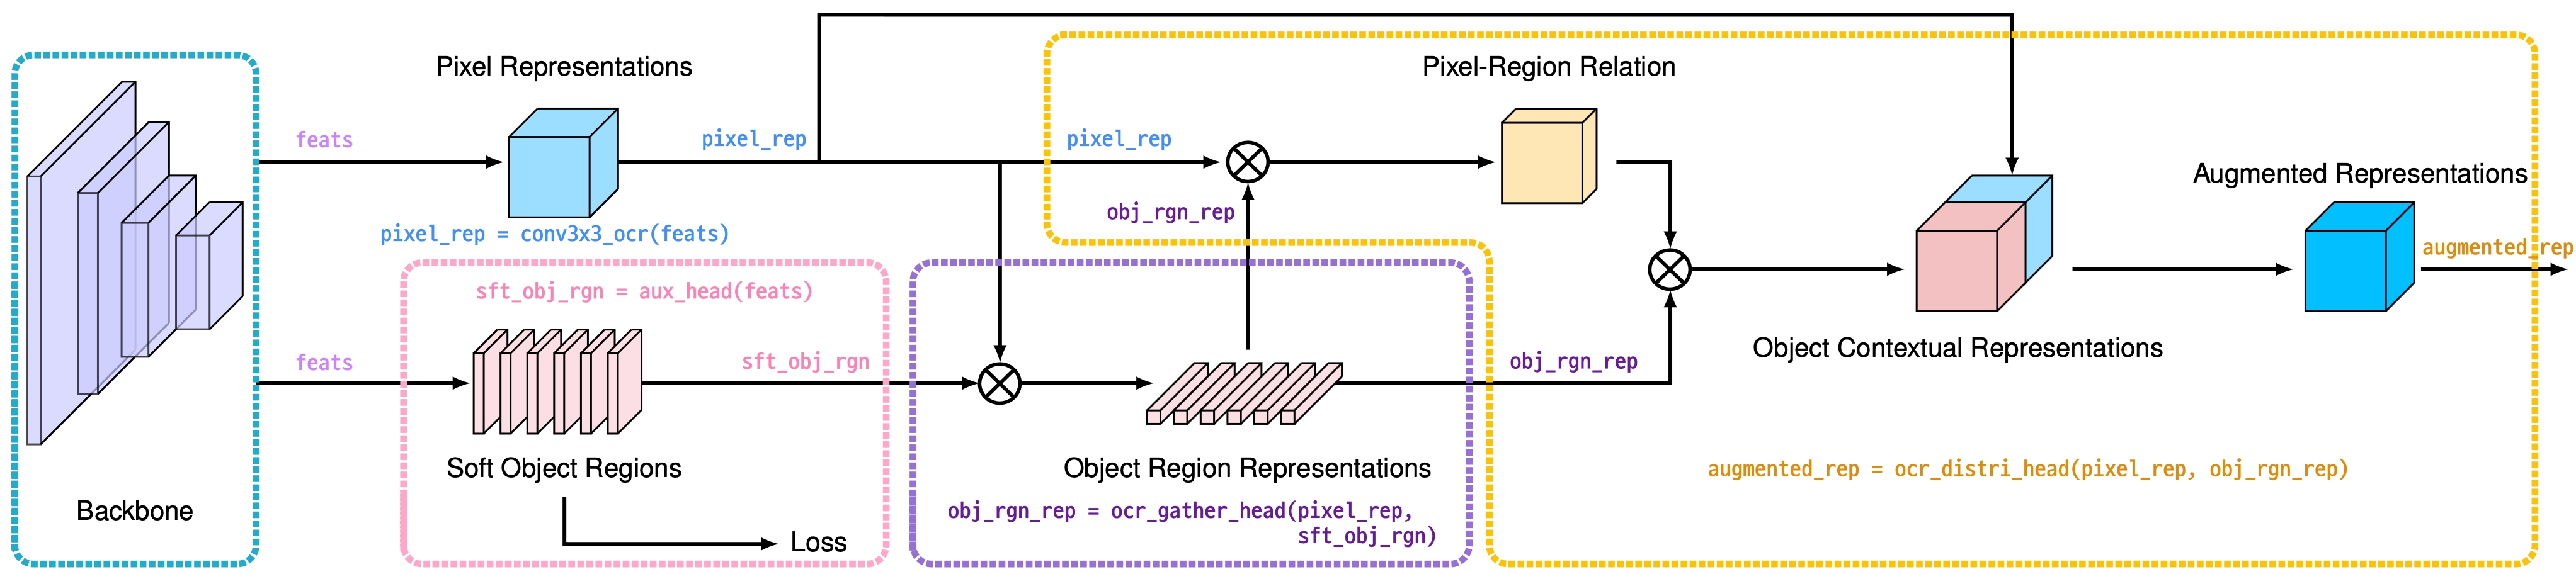 Pixel Representations
Pixel-Region Relation
feats
pixel_rep
pixel_rep
Augmented Representations
obj_rgn_rep
pixel_rep = conv3x3_ocr(feats)
augmented_rep
sft_obj_rgn = aux_head(feats)
Object Contextual Representations
feats
sft_obj_rgn
obj_rgn_rep
Soft Object Regions
Object Region Representations
augmented_rep = ocr_distri_head(pixel_rep, obj_rgn_rep)
Backbone
obj_rgn_rep = ocr_gather_head(pixel_rep,
sft_obj_rgn)
Loss